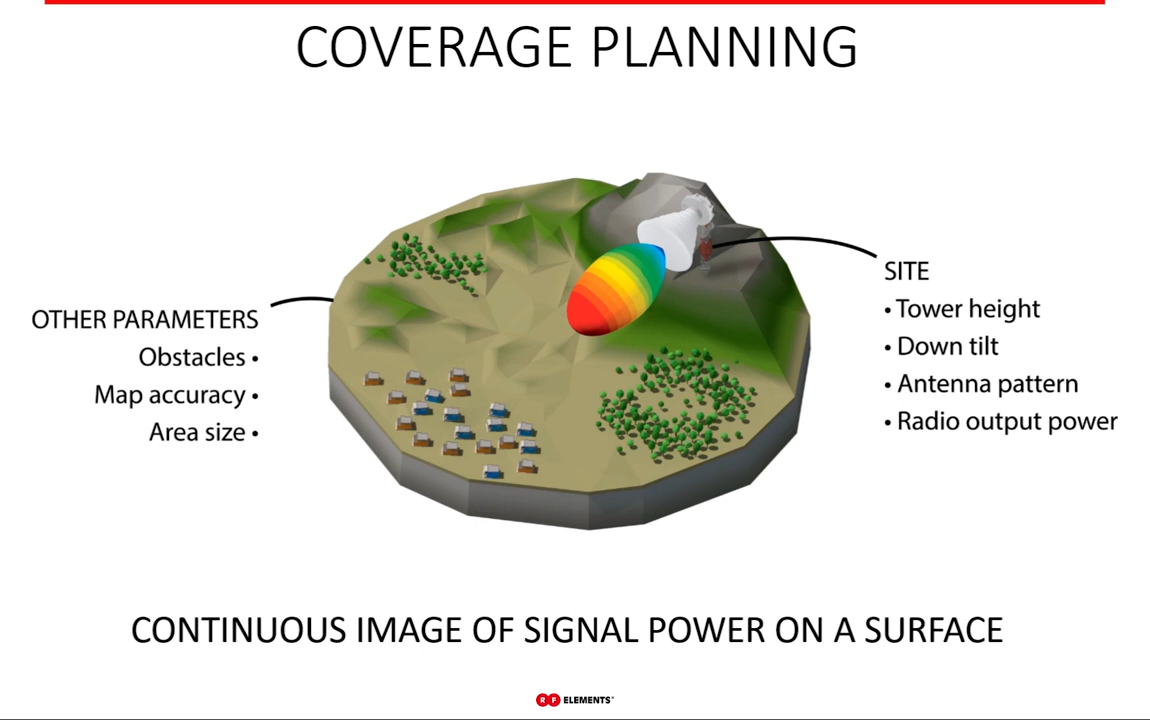 COVERAGE PLANNING
OTHER PARAMETERS
Obstacles •
Map accuracy •
Area size •
SITE
• Tower height
• Down tilt
• Antenna pattern
• Radio output power
CONTINUOUS IMAGE OF SIGNAL POWER ON A SURFACE
RF ELEMENTS